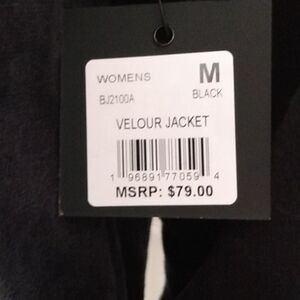 WOMENS M
BJ2100A BLACK
VELOUR JACKET
1 96891 77059 4
MSRP: $79.00